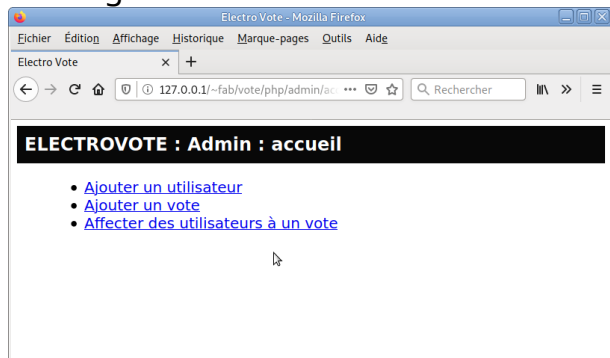 Electro Vote - Mozilla Firefox
Fichier Édition Affichage Historique Marque-pages Outils Aide
Electro Vote × +
127.0.0.1/~fab/vote/php/admin/ac ··· Rechercher
ELECTROVOTE : Admin : accueil
• Ajouter un utilisateur
• Ajouter un vote
• Affecter des utilisateurs à un vote